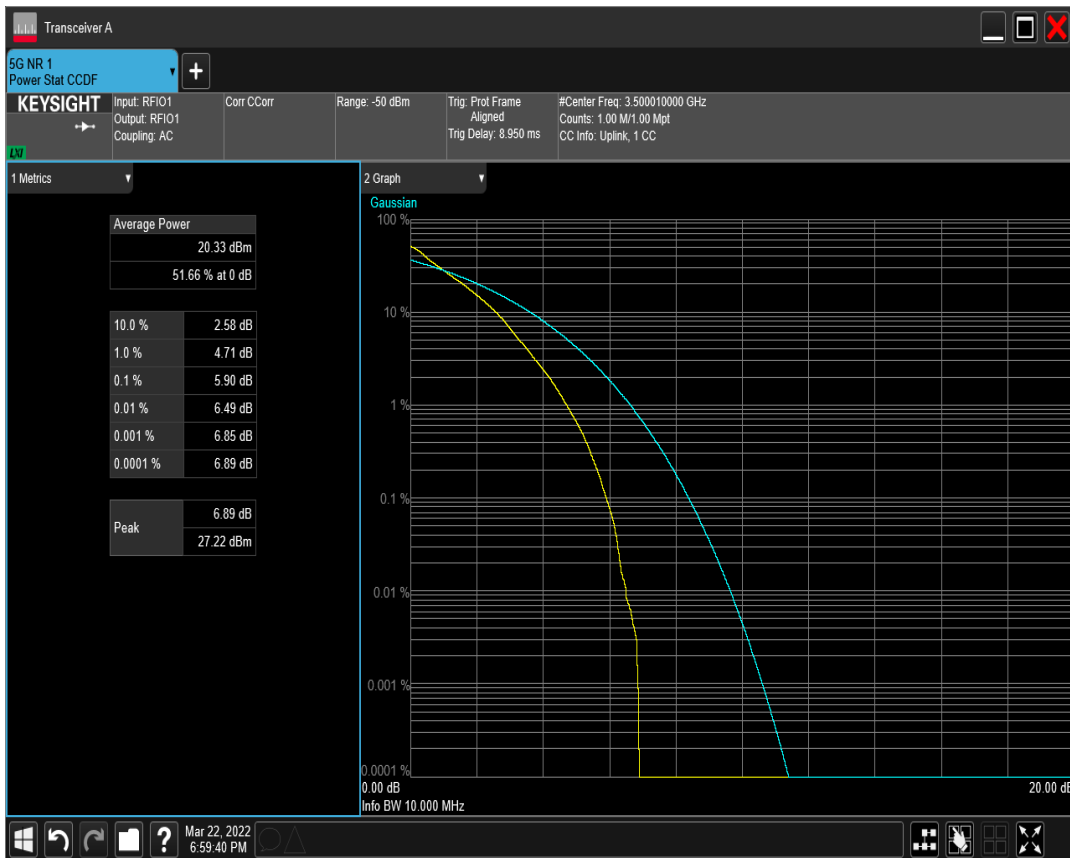 Transceiver A
5G NR 1
Power Stat CCDF
KEYSIGHT
LXI
Input: RFIO1
Output: RFIO1
Coupling: AC
Corr CCorr
Range: -50 dBm
Trig: Prot Frame
Aligned
Trig Delay: 8.950 ms
#Center Freq: 3.500010000 GHz
Counts: 1.00 M/1.00 Mpt
CC Info: Uplink, 1 CC
1 Metrics
Average Power
20.33 dBm
51.66 % at 0 dB
10.0 % 2.58 dB
1.0 % 4.71 dB
0.1 % 5.90 dB
0.01 % 6.49 dB
0.001 % 6.85 dB
0.0001 % 6.89 dB
Peak
6.89 dB
27.22 dBm
2 Graph
Gaussian
100 %
10 %
1 %
0.1 %
0.01 %
0.001 %
0.0001 %
0.00 dB 20.00 dB
Info BW 10.000 MHz
Mar 22, 2022
6:59:40 PM